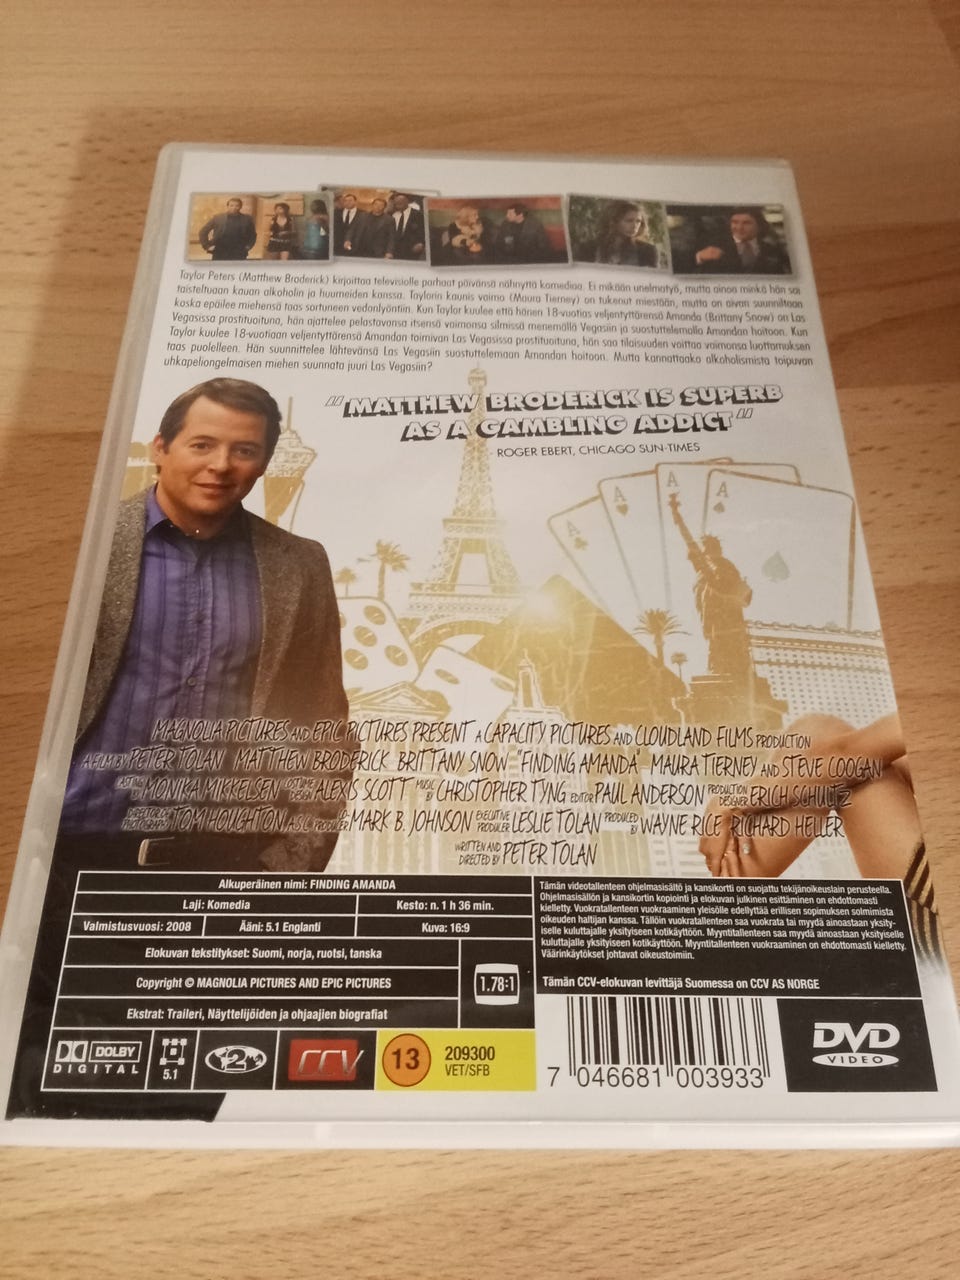 Taylor Peters (Matthew Broderick) kirjoittaa televisiolle parhaat päivänsä nähnyttä komediaa. Ei mikään unelmatyö, mutta ainoa minkä hän sai
taisteltuaan kauan alkoholin ja huumeiden kanssa. Taylorin kaunis vaimo (Maura Tierney) on tukenut miestään, mutta on aivan suunniltaan
koska epäilee miehensä taas sortuneen vedonlyöntiin. Kun Taylor kuulee että hänen 18-vuotias veljentyttärensä Amanda (Brittany Snow) on Las
Vegasissa prostituoituna, hän ajattelee pelastavansa itsensä vaimonsa silmissä menemällä Vegasiin ja suostuttelemalla Amandan hoitoon. Kun
Taylor kuulee 18-vuotiaan veljentyttärensä Amandan toimivan Las Vegasissa prostituoituna, hän saa tilaisuuden voittaa vaimonsa luottamuksen
taas puolelleen. Hän suunnittelee lähtevänsä Las Vegasiin suostuttelemaan Amandan hoitoon. Mutta kannattaako alkoholismista toipuvan
uhkapeliongelmaisen miehen suunnata juuri Las Vegasiin?
"MATTHEW BRODERICK IS SUPERB
AS A GAMBLING ADDICT"
- ROGER EBERT, CHICAGO SUN-TIMES
A
A
A
A
MAGNOLIA PICTURES AND EPIC PICTURES PRESENT A CAPACITY PICTURES AND CLOUDLAND FILMS PRODUCTION
A FILM BY PETER TOLAN MATTHEW BRODERICK BRITTANY SNOW "FINDING AMANDA" MAURA TIERNEY AND STEVE COOGAN
CASTING BY MONIKA MIKKELSEN COSTUME DESIGN ALEXIS SCOTT MUSIC BY CHRISTOPHER TYNG EDITOR PAUL ANDERSON PRODUCTION DESIGNER ERICH SCHULTZ
DIRECTOR OF PHOTOGRAPHY TOM HOUGHTON A.S.C. PRODUCER MARK B. JOHNSON EXECUTIVE PRODUCER LESLIE TOLAN PRODUCED BY WAYNE RICE RICHARD HELLER
WRITTEN AND DIRECTED BY PETER TOLAN
Alkuperäinen nimi: FINDING AMANDA
Laji: Komedia Kesto: n. 1 h 36 min.
Valmistusvuosi: 2008 Ääni: 5.1 Englanti Kuva: 16:9
Elokuvan tekstitykset: Suomi, norja, ruotsi, tanska
Copyright © MAGNOLIA PICTURES AND EPIC PICTURES
1.78:1
Ekstrat: Traileri, Näyttelijöiden ja ohjaajien biografiat
Tämän videotallenteen ohjelmasisältö ja kansikortti on suojattu tekijänoikeuslain perusteella.
Ohjelmasisällön ja kansikortin kopiointi ja elokuvan julkinen esittäminen on ehdottomasti
kielletty. Vuokratallenteen vuokraaminen yleisölle edellyttää erillisen sopimuksen solmimista
oikeuden haltijan kanssa. Tällöin vuokratallenteen saa vuokrata tai myydä ainoastaan yksity-
iselle kuluttajalle yksityiseen kotikäyttöön. Myyntitallenteen saa myydä ainoastaan yksityiselle
kuluttajalle yksityiseen kotikäyttöön. Myyntitallenteen vuokraaminen on ehdottomasti kielletty.
Väärinkäytökset johtavat oikeustoimiin.
Tämän CCV-elokuvan levittäjä Suomessa on CCV AS NORGE
DOLBY
DIGITAL
5.1
2
CCV
13
209300
VET/SFB
7 046681 003933
DVD
VIDEO